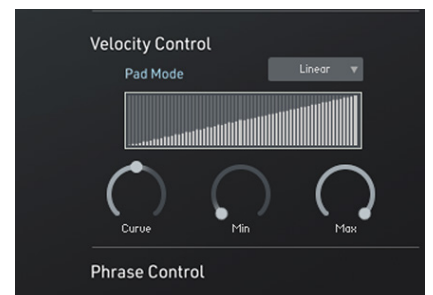 Velocity Control
Pad Mode Linear
Curve Min Max
Phrase Control